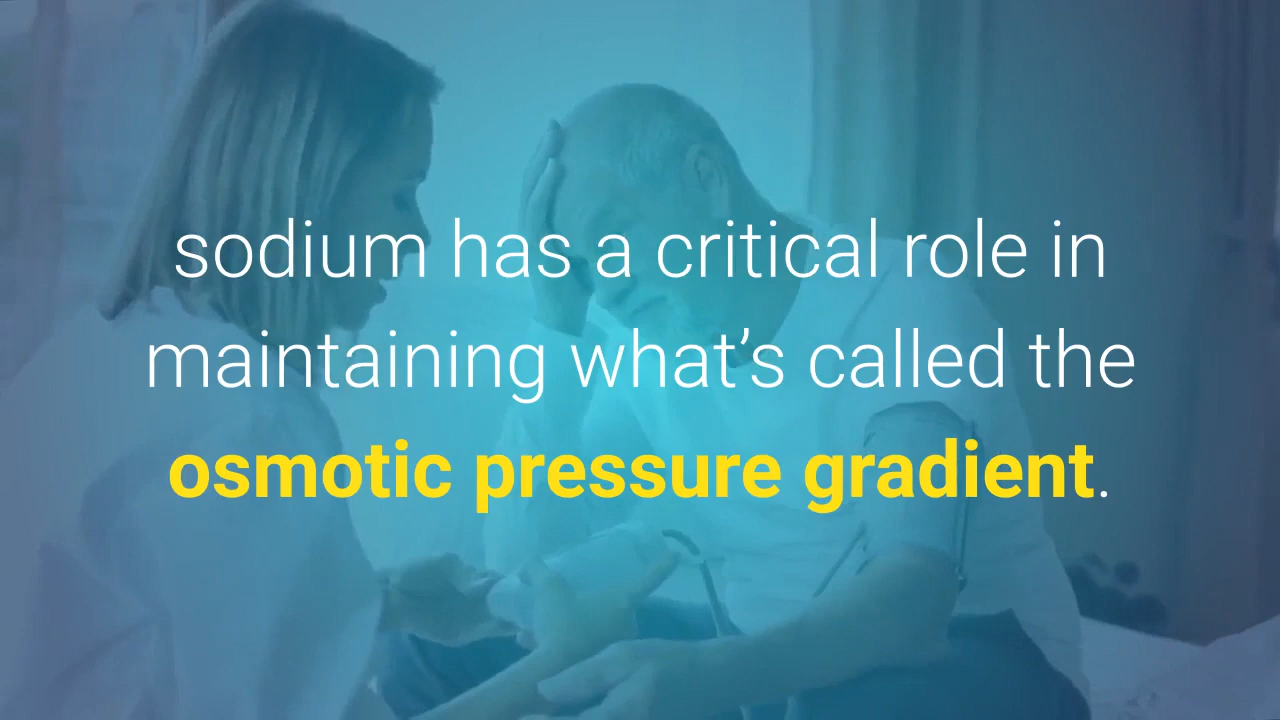 sodium has a critical role in
maintaining what’s called the
osmotic pressure gradient.